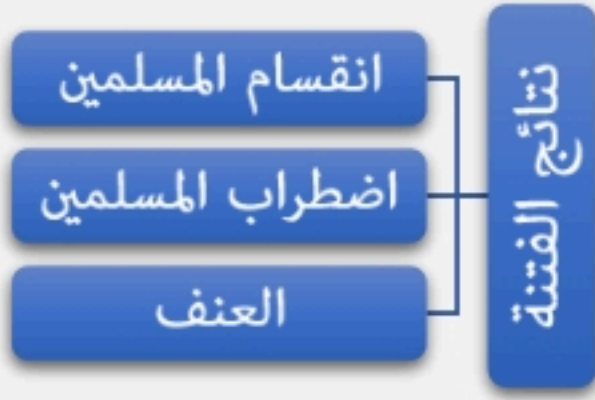 نتائج الفتنة
انقسام المسلمين
اضطراب المسلمين
العنف